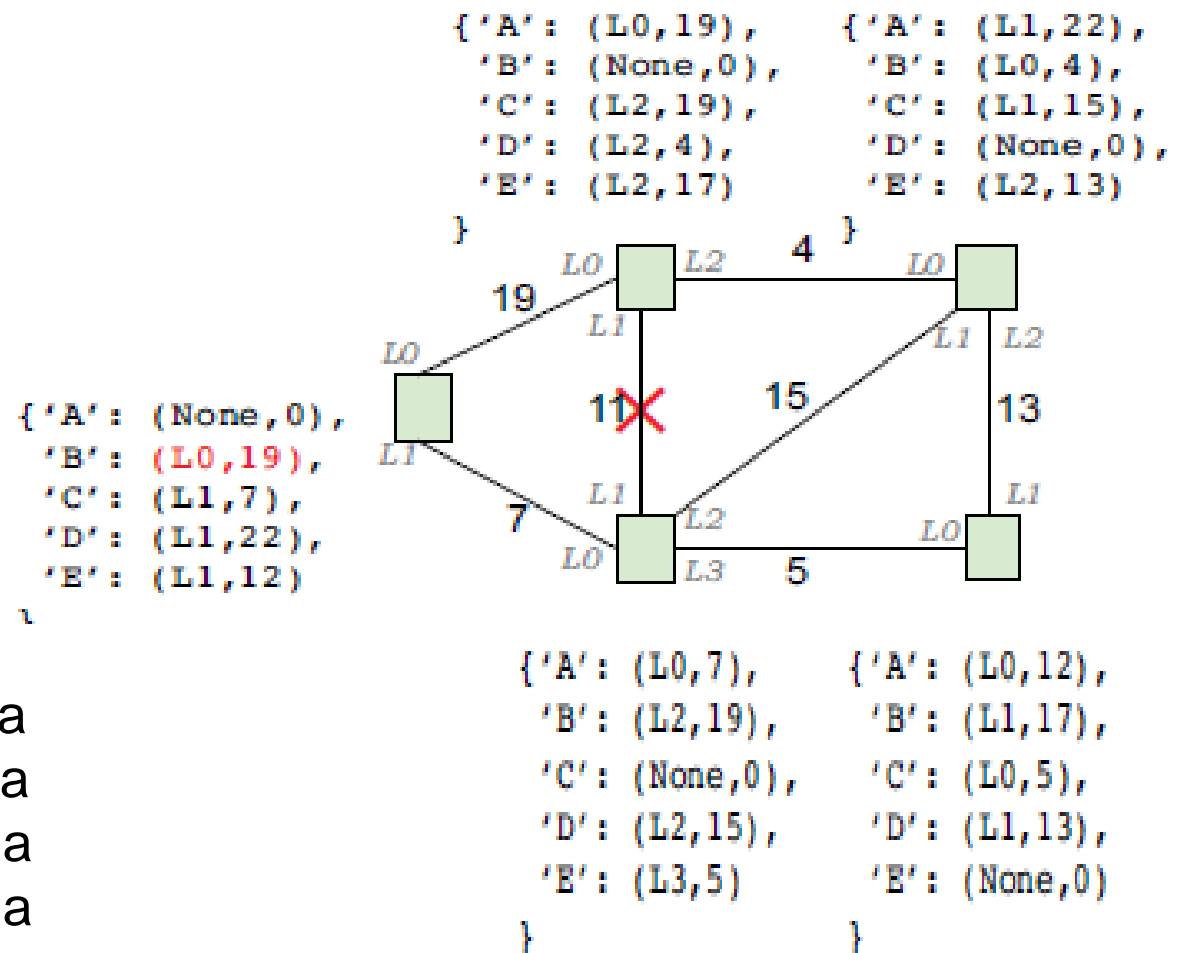 {'A': (L0,19),
'B': (None,0),
'C': (L2,19),
'D': (L2,4),
'E': (L2,17)
}
{'A': (L1,22),
'B': (L0,4),
'C': (L1,15),
'D': (None,0),
'E': (L2,13)
}
L0
L2
4
L0
19
L1
L1
L2
L0
11
15
13
{'A': (None,0),
'B': (L0,19),
'C': (L1,7),
'D': (L1,22),
'E': (L1,12)
L1
L1
L1
7
L2
L0
L0
L3
5
{'A': (L0,7),
'B': (L2,19),
'C': (None,0),
'D': (L2,15),
'E': (L3,5)
}
{'A': (L0,12),
'B': (L1,17),
'C': (L0,5),
'D': (L1,13),
'E': (None,0)
}
a
a
a
a